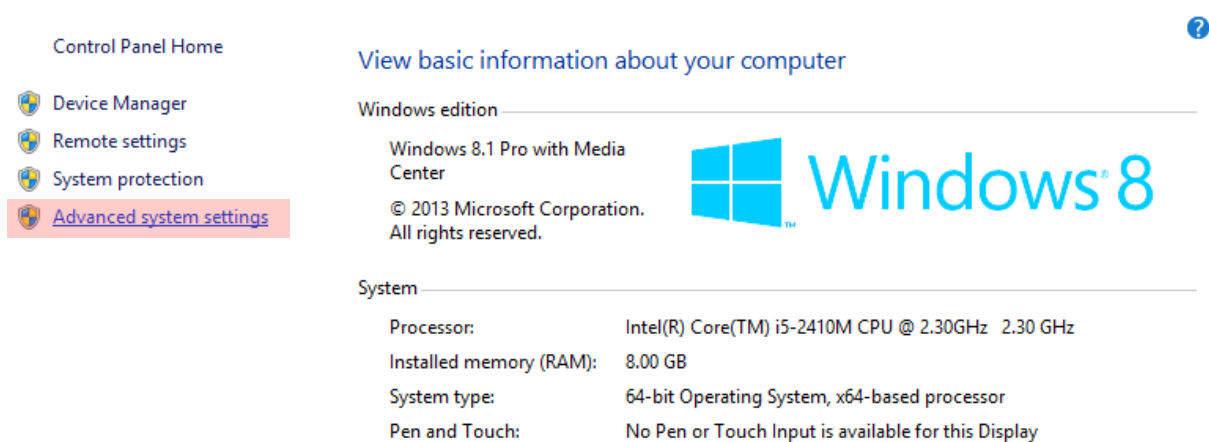 Control Panel Home
Device Manager
Remote settings
System protection
Advanced system settings
?
View basic information about your computer
Windows edition
Windows 8.1 Pro with Media
Center
© 2013 Microsoft Corporation.
All rights reserved.
Windows® 8
™
System
Processor: Intel(R) Core(TM) i5-2410M CPU @ 2.30GHz 2.30 GHz
Installed memory (RAM): 8.00 GB
System type: 64-bit Operating System, x64-based processor
Pen and Touch: No Pen or Touch Input is available for this Display